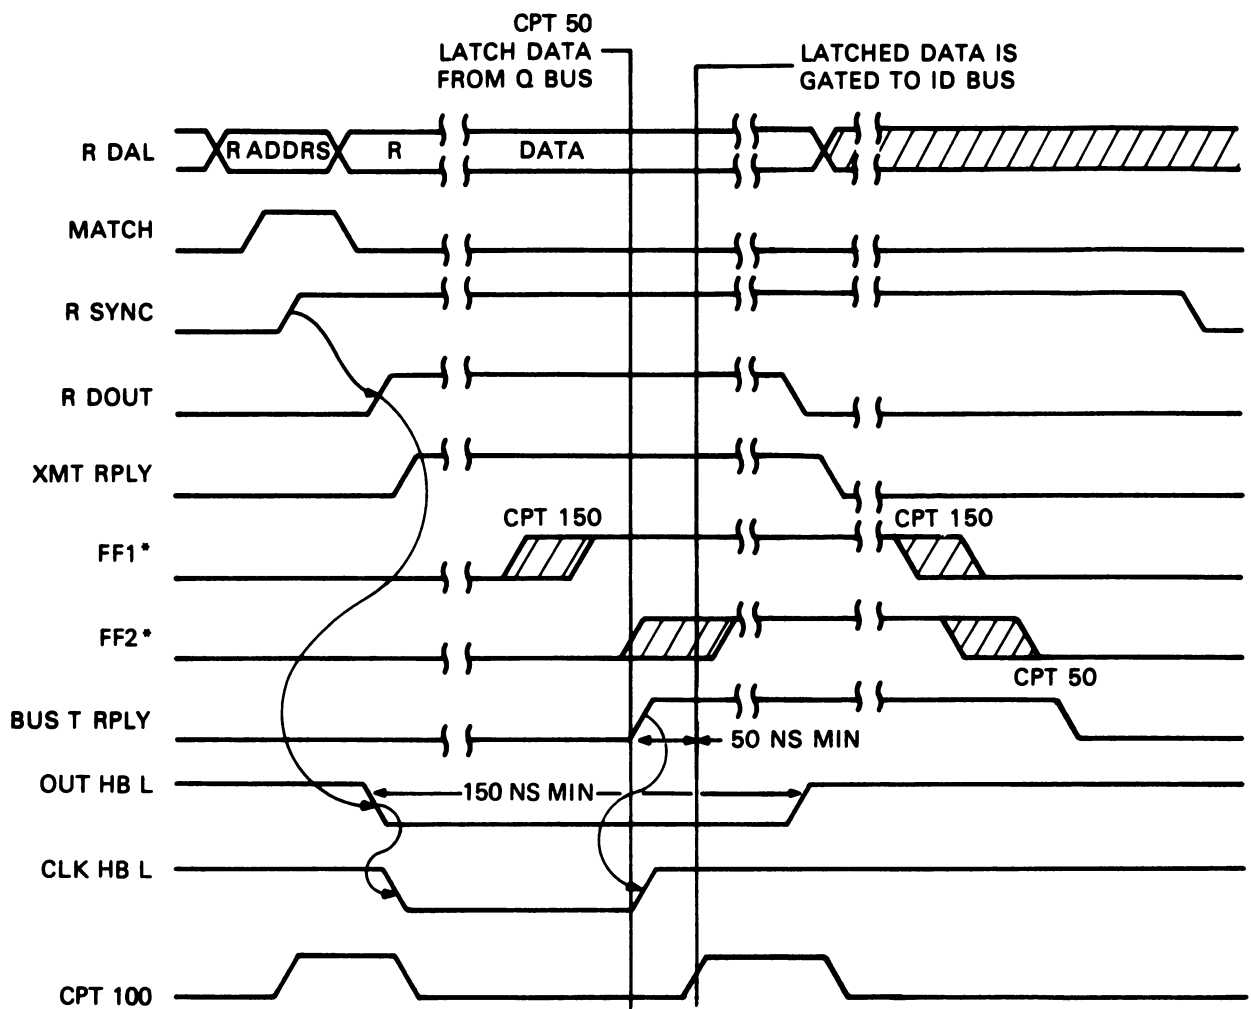 CPT 50
LATCH DATA
FROM Q BUS
LATCHED DATA IS
GATED TO ID BUS
R DAL
R ADDRS
R
DATA
MATCH
R SYNC
R DOUT
XMT RPLY
CPT 150
CPT 150
FF1*
FF2*
CPT 50
BUS T RPLY
50 NS MIN
OUT HB L
150 NS MIN
CLK HB L
CPT 100